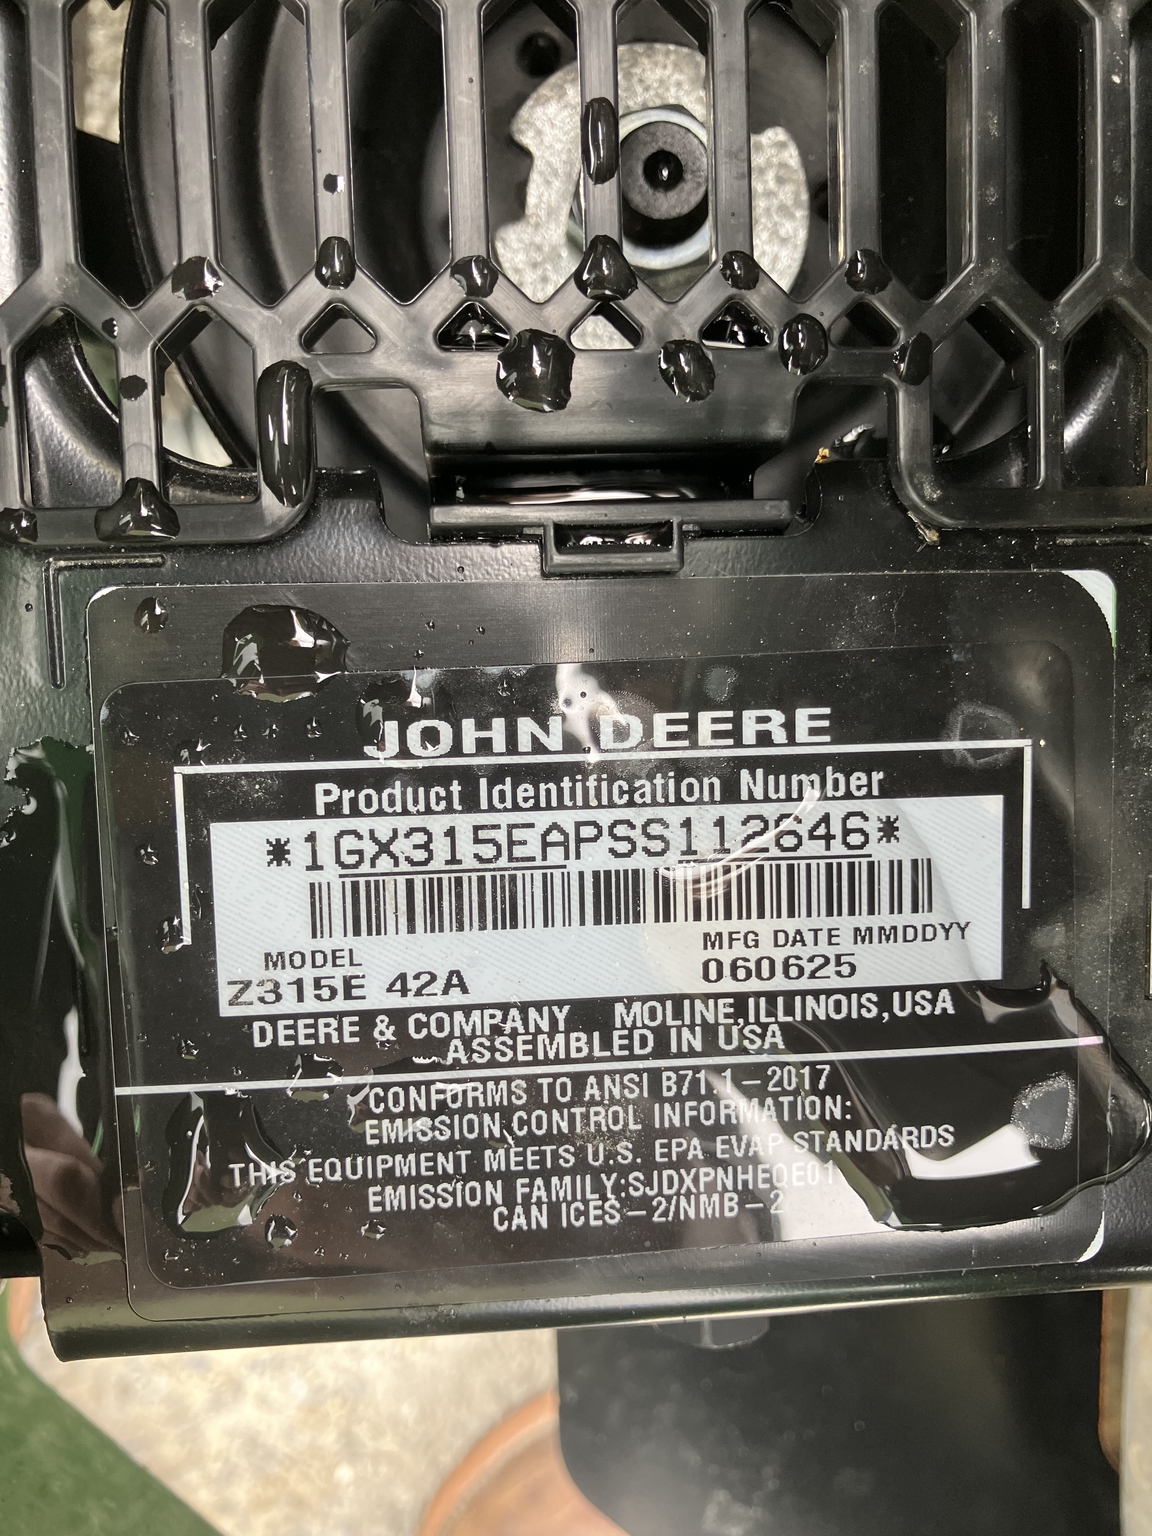 JOHN DEERE
Product Identification Number
*1GX315EAPSS112646*
MODEL
MFG DATE MMDDYY
Z315E 42A
060625
DEERE & COMPANY MOLINE,ILLINOIS,USA
ASSEMBLED IN USA
CONFORMS TO ANSI B71.1-2017
EMISSION CONTROL INFORMATION:
THIS EQUIPMENT MEETS U.S. EPA EVAP STANDARDS
EMISSION FAMILY:SJDXPNHEQE01
CAN ICES-2/NMB-2